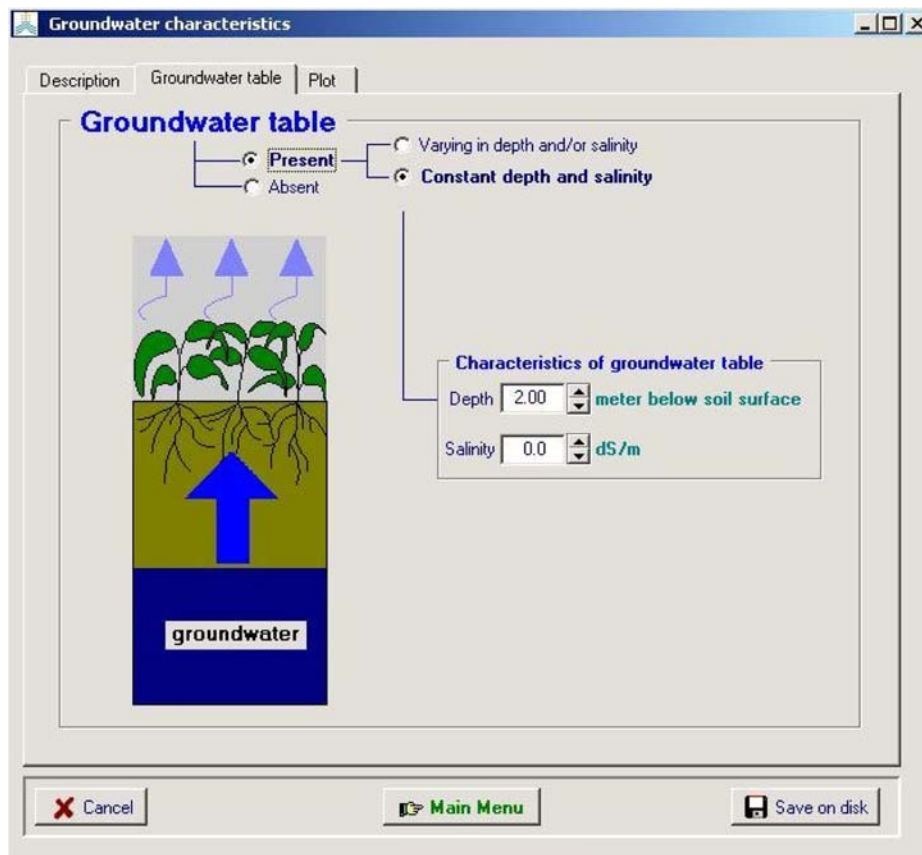 Groundwater characteristics
Description Groundwater table Plot
Groundwater table
Present
Absent
Varying in depth and/or salinity
Constant depth and salinity
Characteristics of groundwater table
Depth 2.00 meter below soil surface
Salinity 0.0 dS/m
groundwater
Cancel Main Menu Save on disk